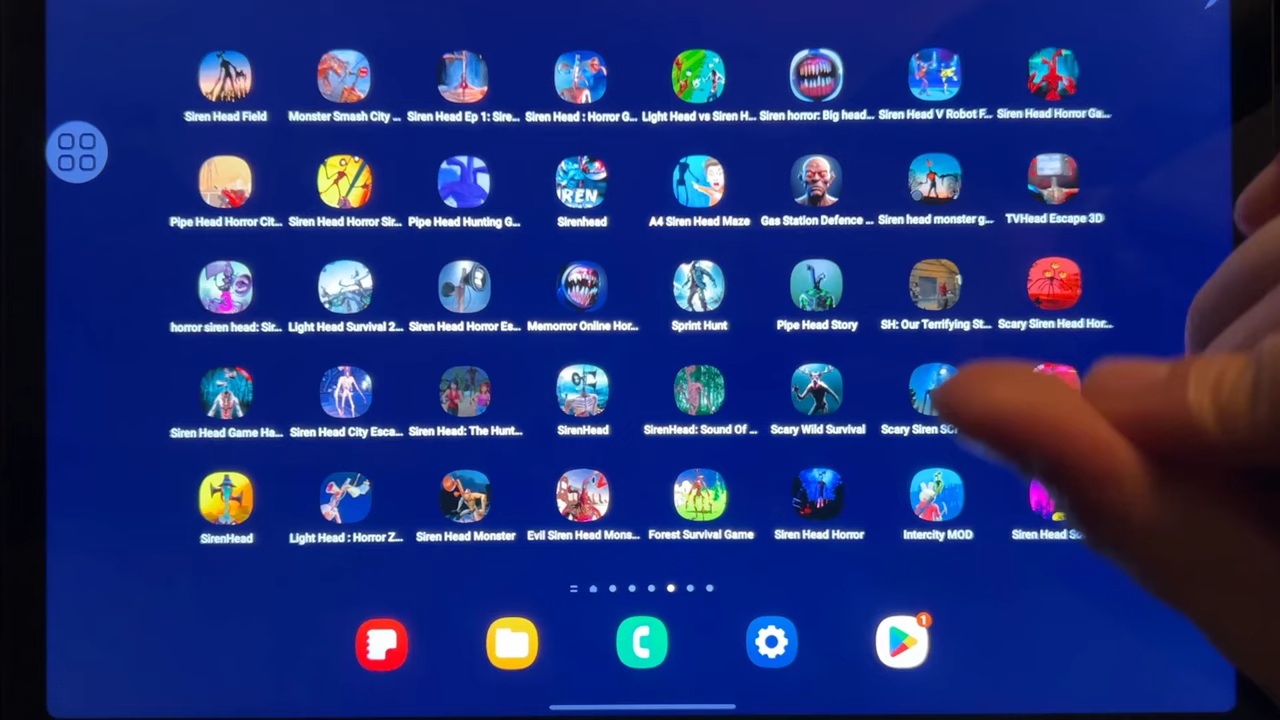 Siren Head Field
Monster Smash City ...
Siren Head Ep 1: Sire...
Siren Head : Horror G...
Light Head vs Siren H...
Siren horror: Big head...
Siren Head V Robot F...
Siren Head Horror Ga...
Pipe Head Horror Cit...
Siren Head Horror Sir...
Pipe Head Hunting G...
Sirenhead
A4 Siren Head Maze
Gas Station Defence ...
Siren head monster g...
TVHead Escape 3D
horror siren head: Sir...
Light Head Survival 2...
Siren Head Horror Es...
Memorror Online Hor...
Sprint Hunt
Pipe Head Story
SH: Our Terrifying St...
Scary Siren Head Hor...
Siren Head Game Ha...
Siren Head City Esca...
Siren Head: The Hunt...
SirenHead
SirenHead: Sound Of ...
Scary Wild Survival
Scary Siren
SirenHead
Light Head : Horror Z...
Siren Head Monster
Evil Siren Head Mons...
Forest Survival Game
Siren Head Horror
Intercity MOD
Siren Head
1